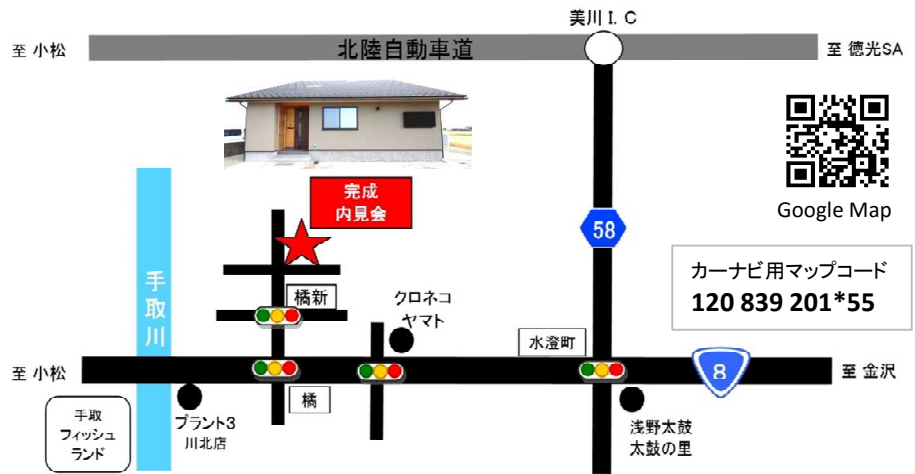 美川 I. C
至 小松
北陸自動車道
至 徳光SA
Google Map
完成
内見会
58
カーナビ用マップコード
120 839 201*55
手取川
橘新
クロネコ
ヤマト
水澄町
至 小松
8
至 金沢
橘
手取
フィッシュ
ランド
プラント3
川北店
浅野太鼓
太鼓の里